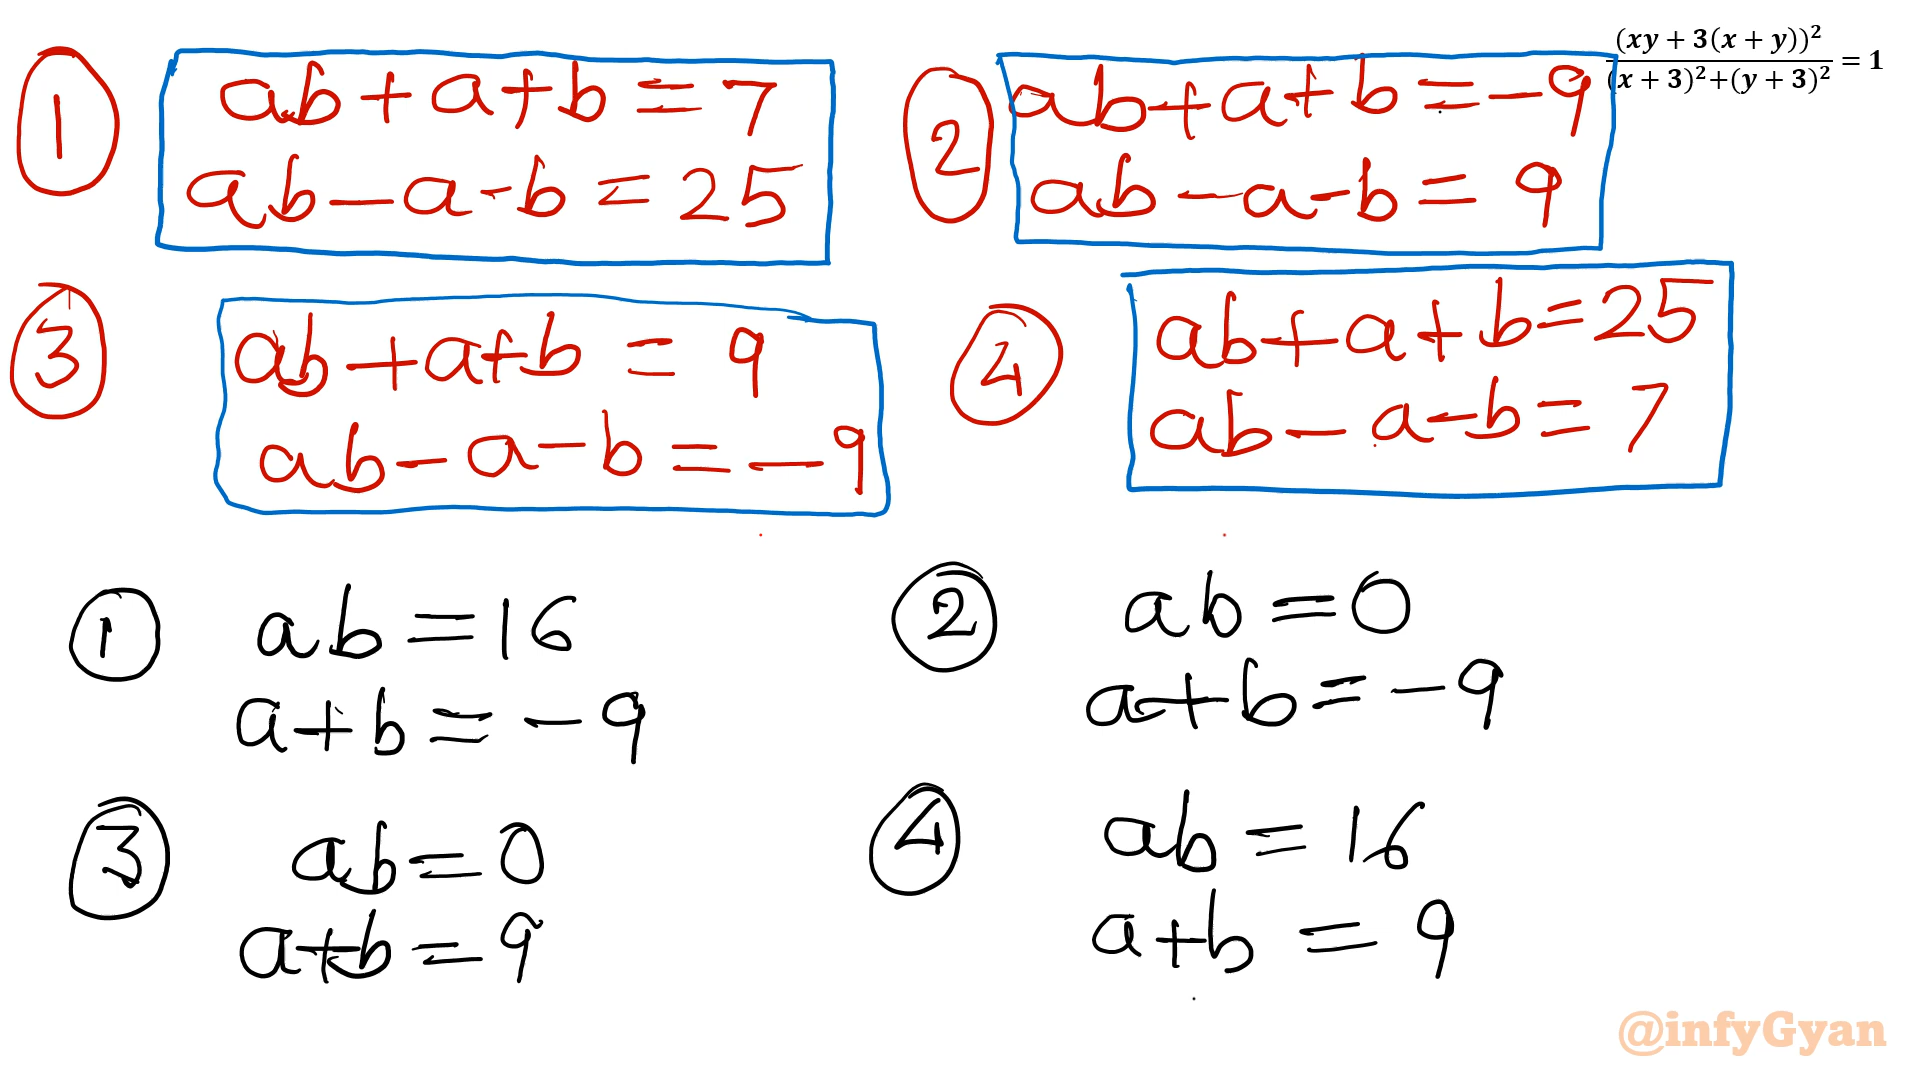 (xy + 3(x + y))² / (x + 3)²+(y + 3)² = 1
① ab + a + b = 7
ab - a - b = 25
② ab + a + b = -9
ab - a - b = 9
③ ab + a + b = 9
ab - a - b = -9
④ ab + a + b = 25
ab - a - b = 7
① ab = 16
a + b = -9
② ab = 0
a + b = -9
③ ab = 0
a + b = 9
④ ab = 16
a + b = 9
@infyGyan